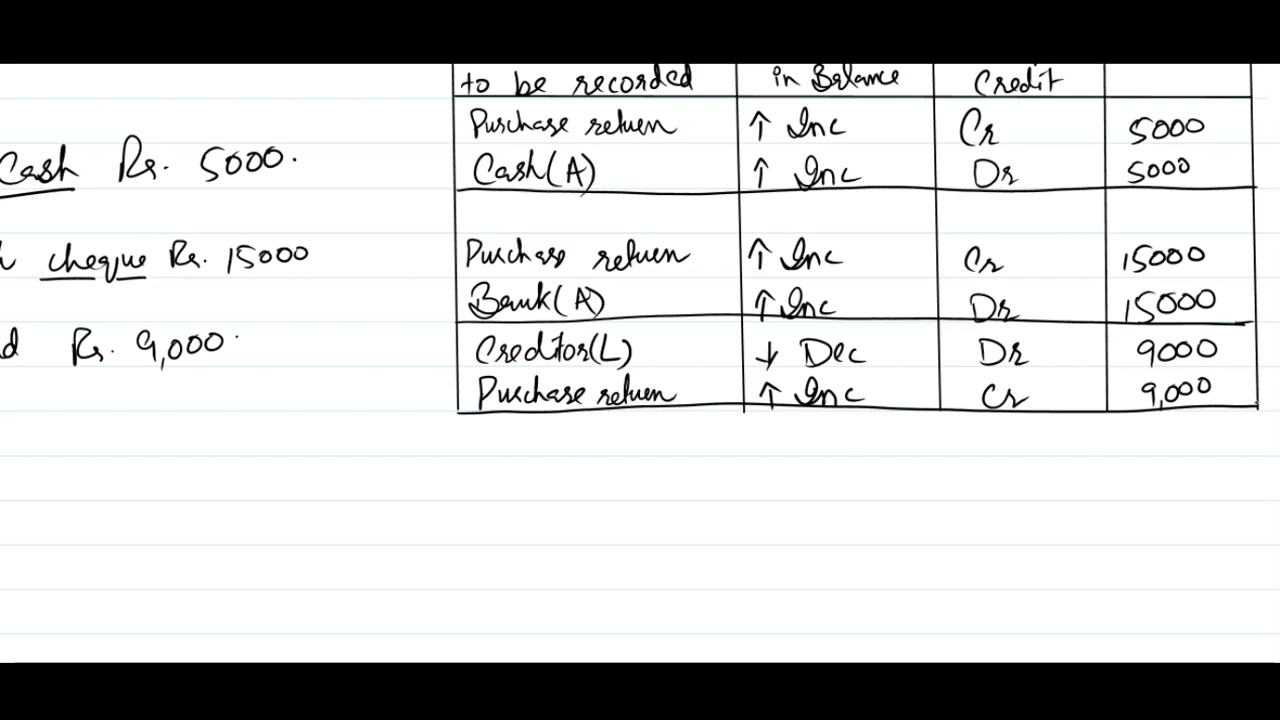 to be recorded in Balance Credit
Purchase return ↑ Inc Cr 5000
Cash Rs. 5000.
Cash(A) ↑ Inc Dr 5000
cheque Rs. 15000
Purchase return ↑ Inc Cr 15000
Bank(A) ↑ Inc Dr 15000
d Rs. 9,000.
Creditor(L) ↓ Dec Dr 9000
Purchase return ↑ Inc Cr 9,000